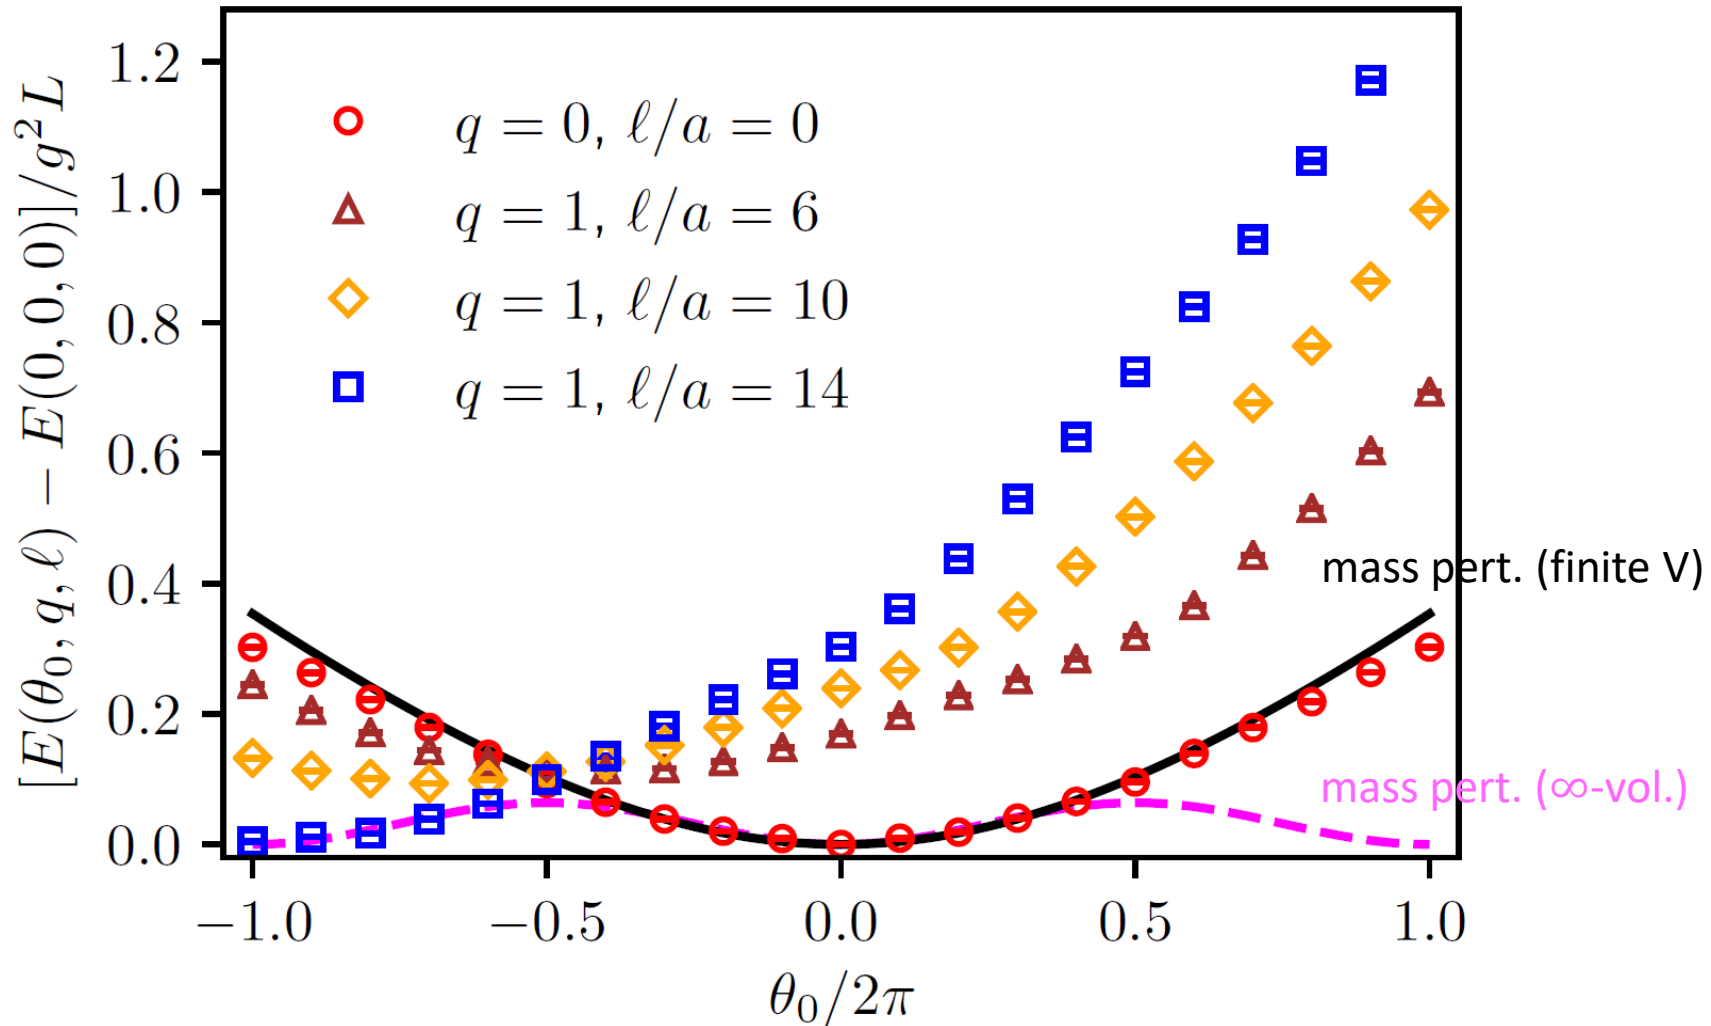 [E(θ₀, q, ℓ) − E(0, 0, 0)]/g²L
1.2
1.0
0.8
0.6
0.4
0.2
0.0
q = 0, ℓ/a = 0
q = 1, ℓ/a = 6
q = 1, ℓ/a = 10
q = 1, ℓ/a = 14
mass pert. (finite V)
mass pert. (∞-vol.)
−1.0 −0.5 0.0 0.5 1.0
θ₀/2π